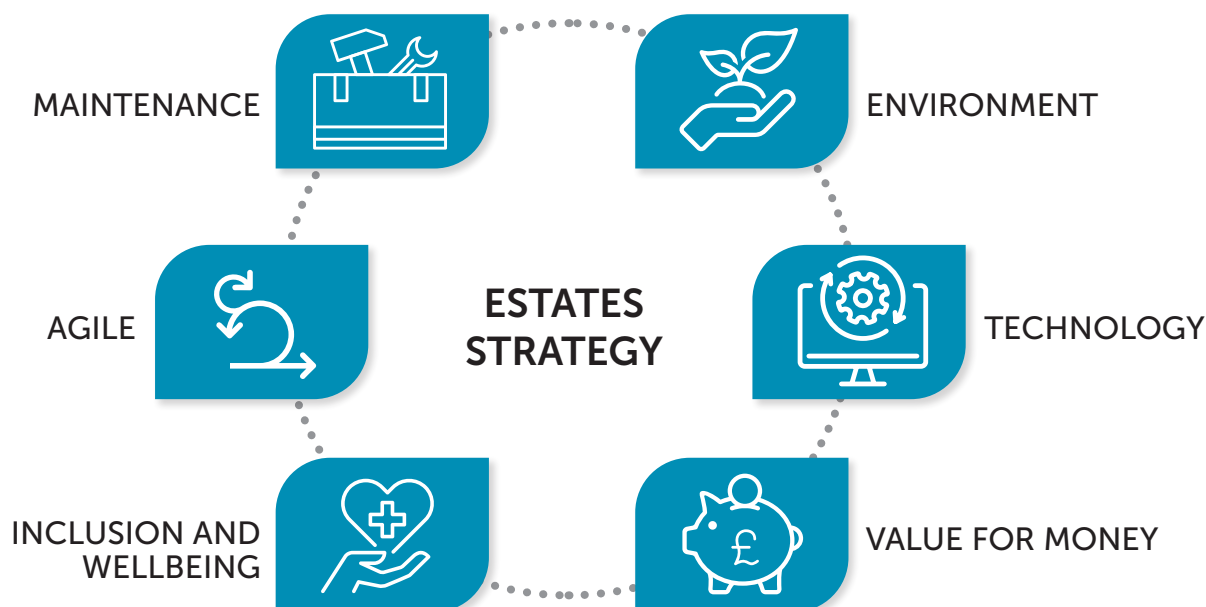 MAINTENANCE
ENVIRONMENT
AGILE
ESTATES
STRATEGY
TECHNOLOGY
INCLUSION AND
WELLBEING
£
VALUE FOR MONEY